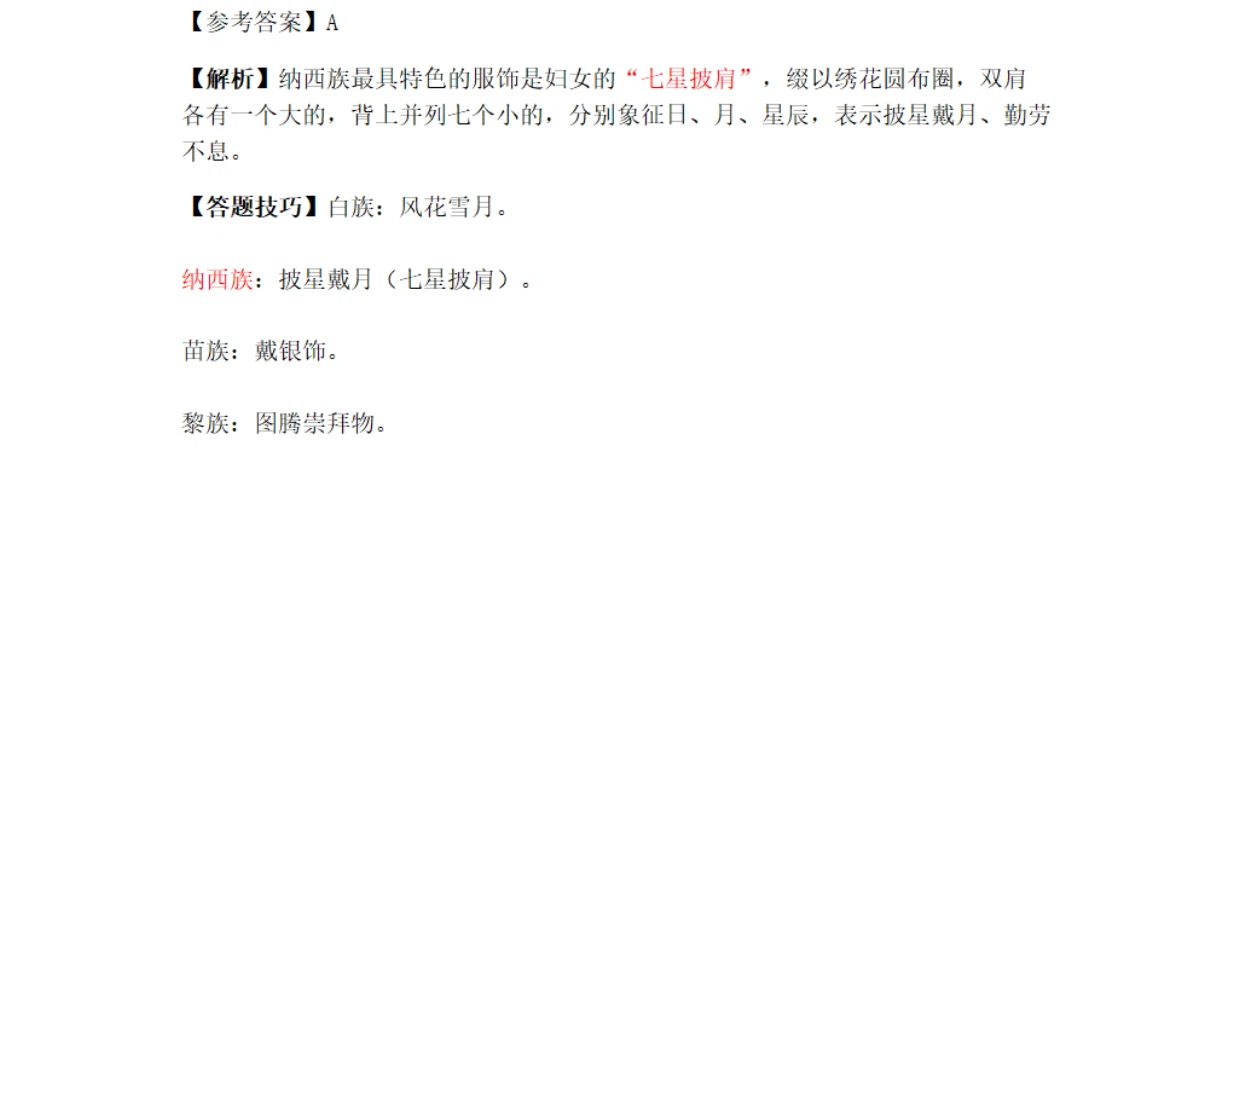 【参考答案】A
【解析】纳西族最具特色的服饰是妇女的“七星披肩”，缀以绣花圆布圈，双肩
各有一个大的，背上并列七个小的，分别象征日、月、星辰，表示披星戴月、勤劳
不息。
【答题技巧】白族：风花雪月。
纳西族：披星戴月（七星披肩）。
苗族：戴银饰。
黎族：图腾崇拜物。